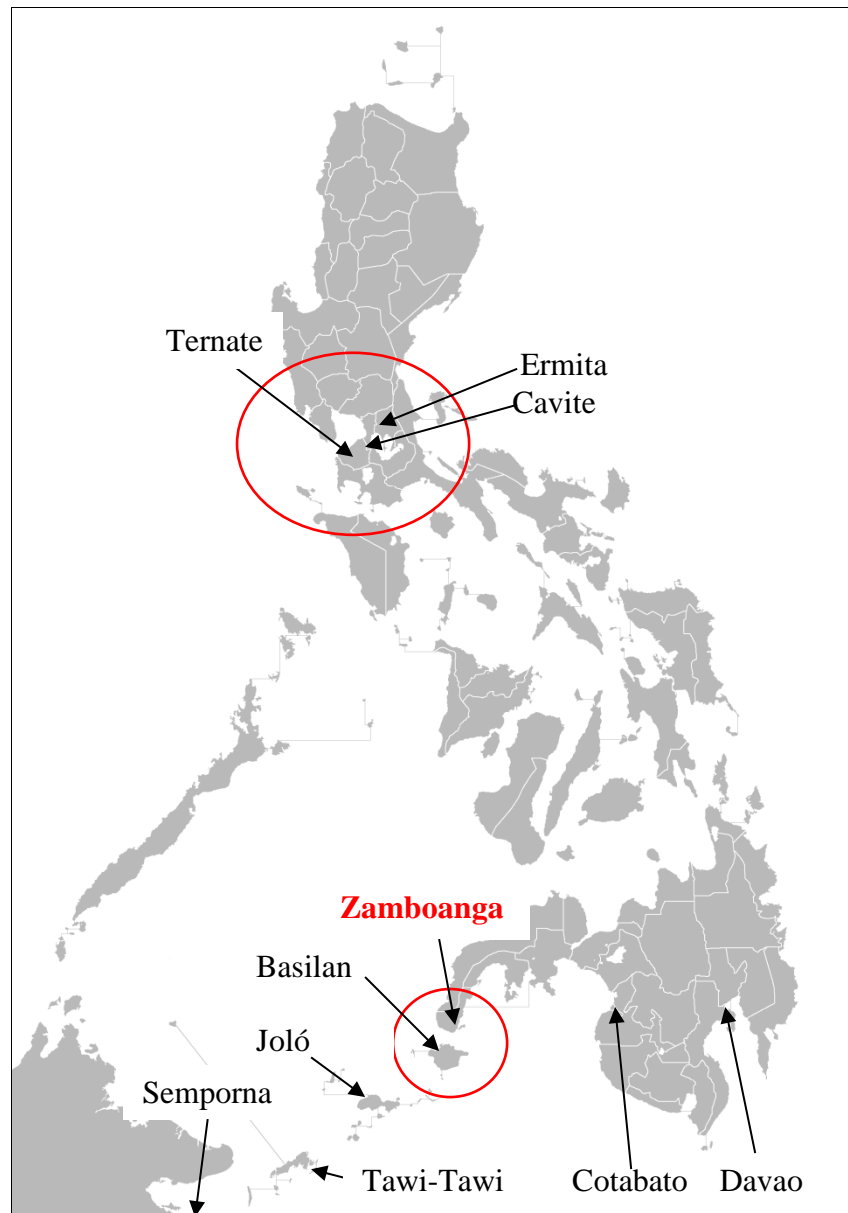 Ternate
Ermita
Cavite
Zamboanga
Basilan
Joló
Semporna
Tawi-Tawi
Cotabato
Davao